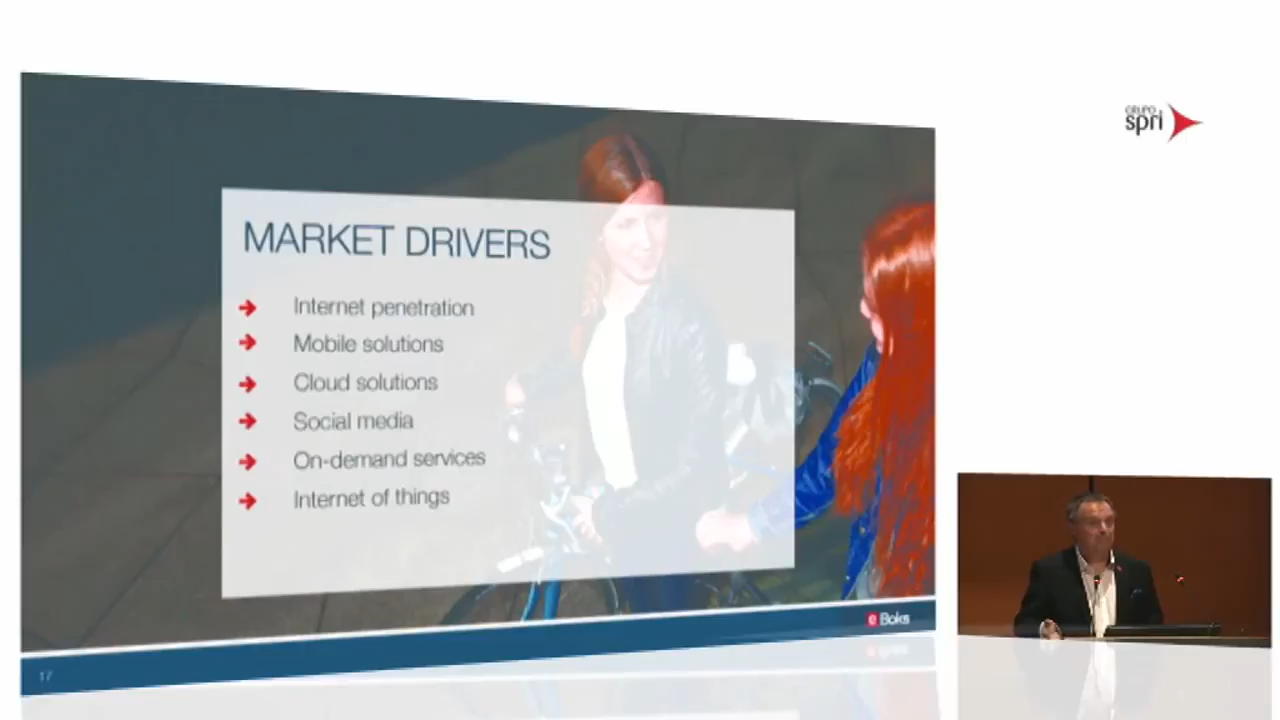 GRUPO
spri
MARKET DRIVERS
Internet penetration
Mobile solutions
Cloud solutions
Social media
On-demand services
Internet of things
e-Boks
17